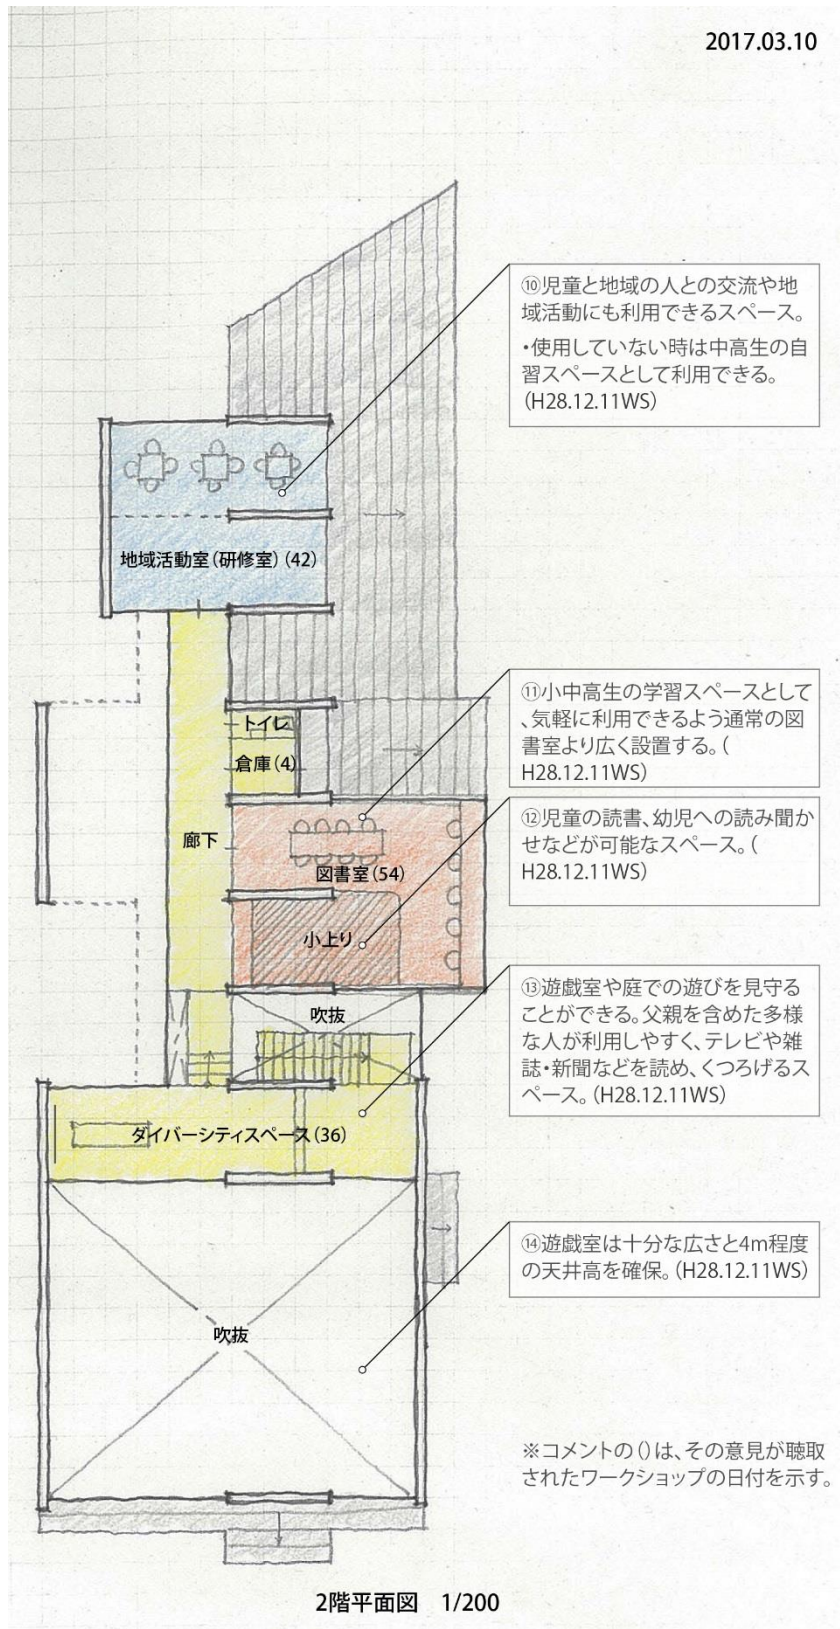 2017.03.10
⑩児童と地域の人との交流や地
域活動にも利用できるスペース。
・使用していない時は中高生の自
習スペースとして利用できる。
(H28.12.11WS)
地域活動室(研修室)(42)
⑪小中高生の学習スペースとして
、気軽に利用できるよう通常の図
書室より広く設置する。(
H28.12.11WS)
トイレ
倉庫(4)
⑫児童の読書、幼児への読み聞か
せなどが可能なスペース。(
H28.12.11WS)
廊下
図書室(54)
小上り
⑬遊戯室や庭での遊びを見守る
ことができる。父親を含めた多様
な人が利用しやすく、テレビや雑
誌・新聞などを読め、くつろげるス
ペース。(H28.12.11WS)
吹抜
ダイバーシティスペース(36)
⑭遊戯室は十分な広さと4m程度
の天井高を確保。(H28.12.11WS)
吹抜
※コメントの()は、その意見が聴取
されたワークショップの日付を示す。
2階平面図 1/200